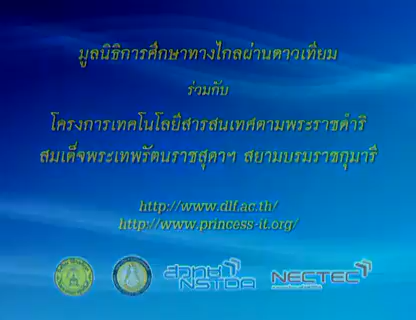 มูลนิธิการศึกษาทางไกลผ่านดาวเทียม
ร่วมกับ
โครงการเทคโนโลยีสารสนเทศตามพระราชดำริ
สมเด็จพระเทพรัตนราชสุดาฯ สยามบรมราชกุมารี
http://www.dlf.ac.th/
http://www.princess-it.org/
สวทช
NSTDA
NECTEC